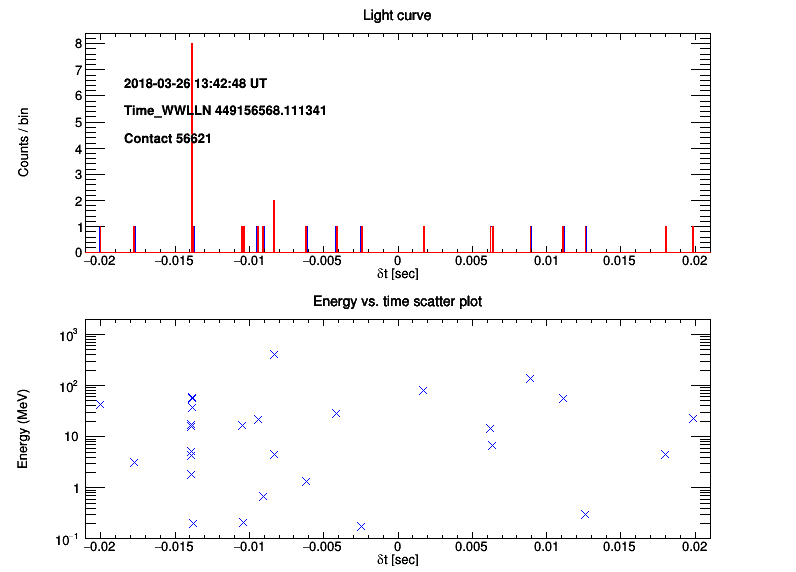 Light curve
Counts / bin
8
7
6
5
4
3
2
1
0
2018-03-26 13:42:48 UT
Time_WWLLN 449156568.111341
Contact 56621
−0.02 −0.015 −0.01 −0.005 0 0.005 0.01 0.015 0.02
δt [sec]
Energy vs. time scatter plot
Energy (MeV)
10³
10²
10
1
10⁻¹
−0.02 −0.015 −0.01 −0.005 0 0.005 0.01 0.015 0.02
δt [sec]